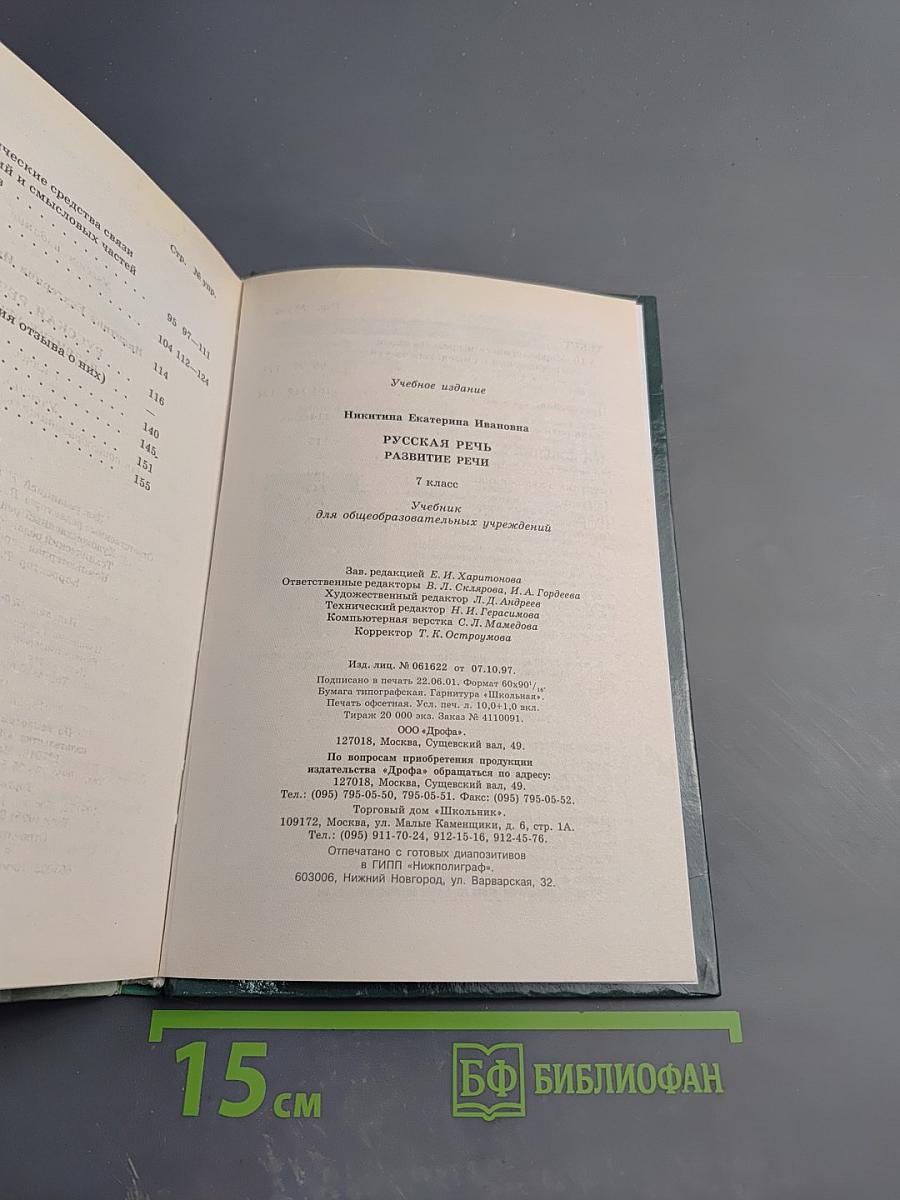 ческие средства связи
ий и смысловых частей
в
Стр. № упр.
95 97—111
104 112—124
114
ия отзыва о них)
116
—
140
145
151
155
Учебное издание
Никитина Екатерина Ивановна
РУССКАЯ РЕЧЬ
РАЗВИТИЕ РЕЧИ
7 класс
Учебник
для общеобразовательных учреждений
Зав. редакцией Е. И. Харитонова
Ответственные редакторы В. Л. Склярова, И. А. Гордеева
Художественный редактор Л. Д. Андреев
Технический редактор Н. И. Герасимова
Компьютерная верстка С. Л. Мамедова
Корректор Т. К. Остроумова
Изд. лиц. № 061622 от 07.10.97.
Подписано в печать 22.06.01. Формат 60х90¹/₁₆.
Бумага типографская. Гарнитура «Школьная».
Печать офсетная. Усл. печ. л. 10,0+1,0 вкл.
Тираж 20 000 экз. Заказ № 4110091.
ООО «Дрофа».
127018, Москва, Сущевский вал, 49.
По вопросам приобретения продукции
издательства «Дрофа» обращаться по адресу:
127018, Москва, Сущевский вал, 49.
Тел.: (095) 795-05-50, 795-05-51. Факс: (095) 795-05-52.
Торговый дом «Школьник».
109172, Москва, ул. Малые Каменщики, д. 6, стр. 1А.
Тел.: (095) 911-70-24, 912-15-16, 912-45-76.
Отпечатано с готовых диапозитивов
в ГИПП «Нижполиграф».
603006, Нижний Новгород, ул. Варварская, 32.
15 см
БФ БИБЛИОФАН